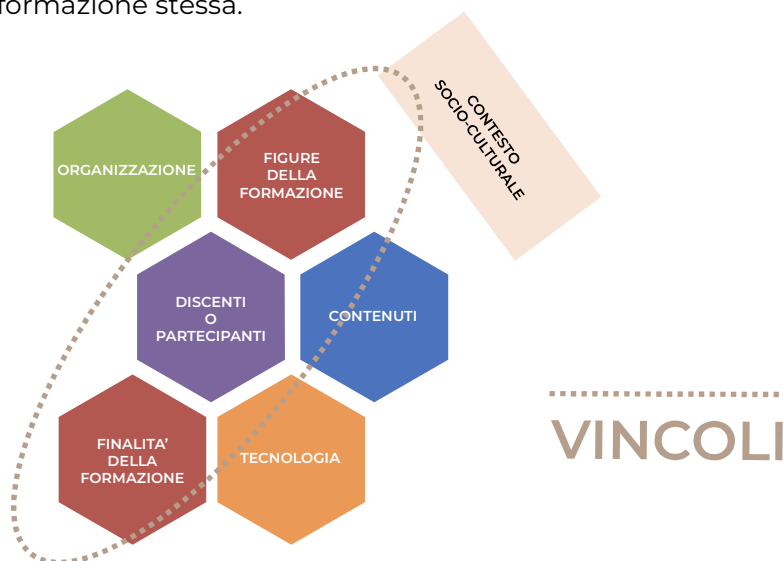 formazione stessa.
CONTESTO
SOCIO-CULTURALE
ORGANIZZAZIONE
FIGURE
DELLA
FORMAZIONE
DISCENTI
O
PARTECIPANTI
CONTENUTI
FINALITA’
DELLA
FORMAZIONE
TECNOLOGIA
VINCOLI